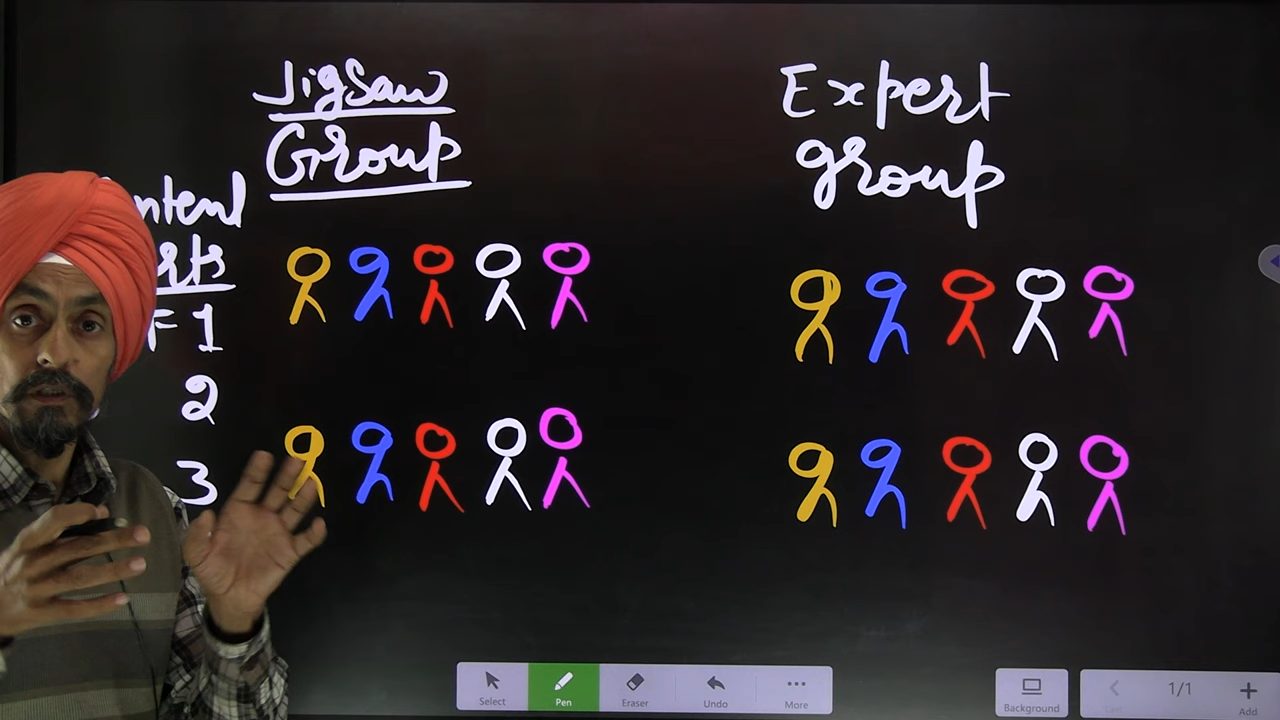 Jigsaw
Group
Expert
group
1
2
3
Select
Pen
Eraser
Undo
More
Background
1/1
Add